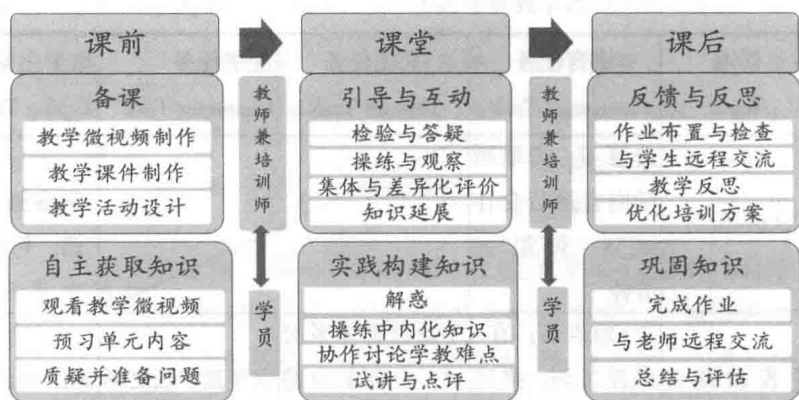 课前
课堂
课后
备课
教学微视频制作
教学课件制作
教学活动设计
教师兼培训师
引导与互动
检验与答疑
操练与观察
集体与差异化评价
知识延展
教师兼培训师
反馈与反思
作业布置与检查
与学生远程交流
教学反思
优化培训方案
自主获取知识
观看教学微视频
预习单元内容
质疑并准备问题
学员
实践构建知识
解惑
操练中内化知识
协作讨论学教难点
试讲与点评
学员
巩固知识
完成作业
与老师远程交流
总结与评估